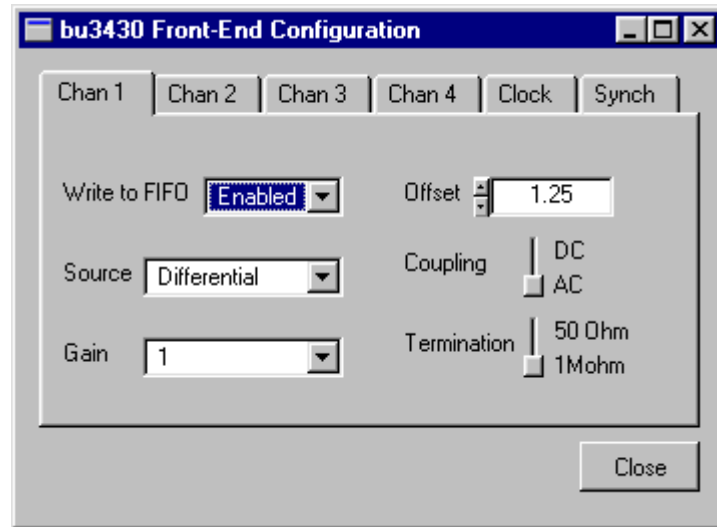 bu3430 Front-End Configuration
Chan 1 Chan 2 Chan 3 Chan 4 Clock Synch
Write to FIFO Enabled Offset 1.25
Source Differential Coupling DC
AC
Gain 1 Termination 50 Ohm
1Mohm
Close